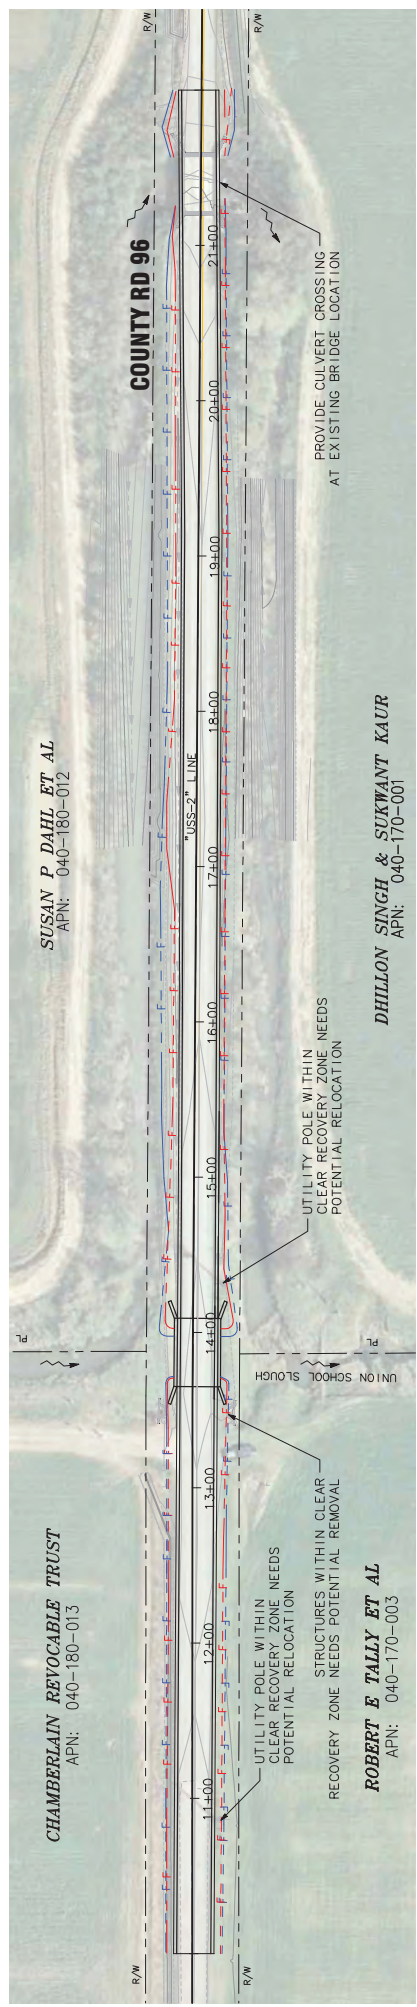 CHAMBERLAIN REVOCABLE TRUST
APN: 040-180-013
SUSAN P DAHL ET AL
APN: 040-180-012
COUNTY RD 96
R/W
R/W
PL
"USS-2" LINE
11+00
12+00
13+00
14+00
15+00
16+00
17+00
18+00
19+00
20+00
21+00
R/W
R/W
PL
UNION SCHOOL SLOUGH
UTILITY POLE WITHIN
CLEAR RECOVERY ZONE NEEDS
POTENTIAL RELOCATION
STRUCTURES WITHIN CLEAR
RECOVERY ZONE NEEDS POTENTIAL REMOVAL
UTILITY POLE WITHIN
CLEAR RECOVERY ZONE NEEDS
POTENTIAL RELOCATION
PROVIDE CULVERT CROSSING
AT EXISTING BRIDGE LOCATION
ROBERT E TALLY ET AL
APN: 040-170-003
DHILLON SINGH & SUKWANT KAUR
APN: 040-170-001